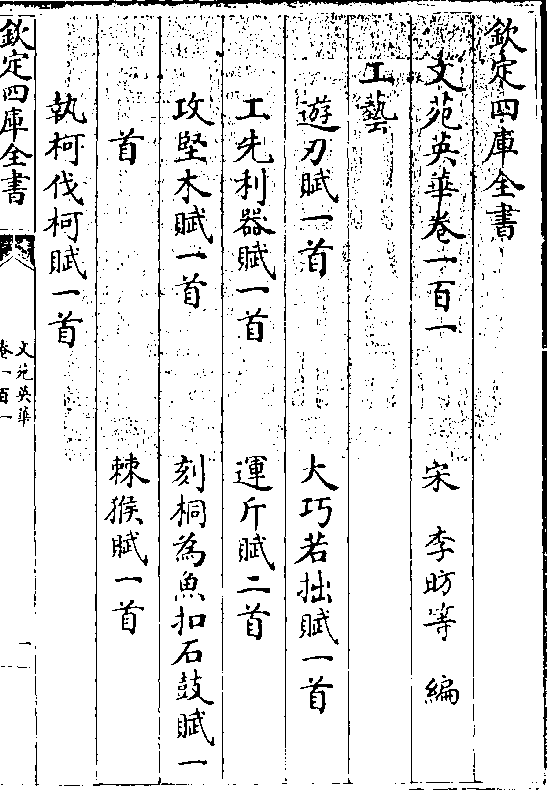 欽定四庫全書
文苑英華卷一百一　宋　李昉等　編
工藝
遊刃賦一首　大巧若拙賦一首
工先利器賦一首　運斤賦二首
攻堅木賦一首　刻桐為魚扣石鼓賦一
首　棘猴賦一首
執柯伐柯賦一首
欽定四庫全書
文苑英華
卷一百一
一